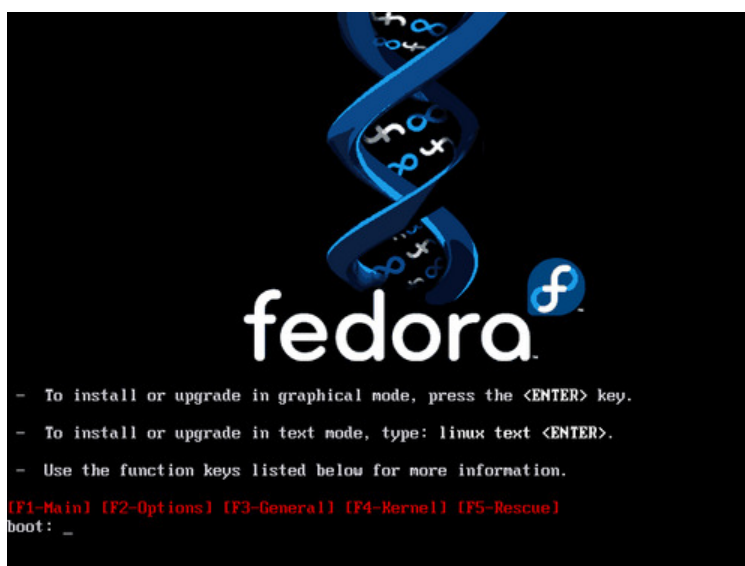 fedora™
- To install or upgrade in graphical mode, press the <ENTER> key.
- To install or upgrade in text mode, type: linux text <ENTER>.
- Use the function keys listed below for more information.
[F1-Main] [F2-Options] [F3-General] [F4-Kernel] [F5-Rescue]
boot: _